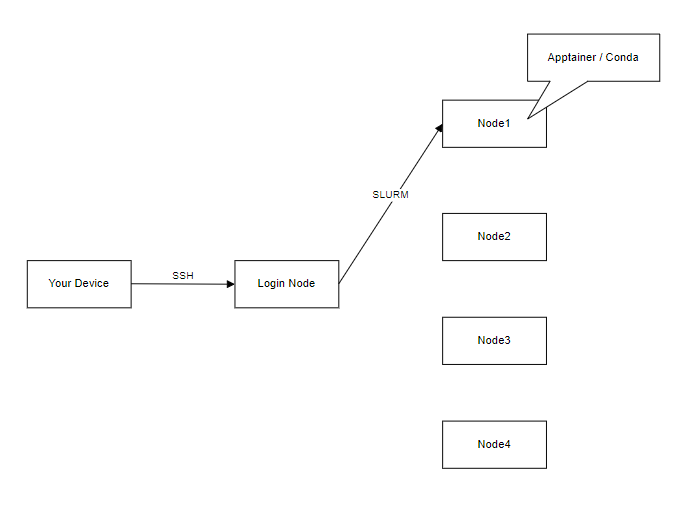 Apptainer / Conda
Node1
SLURM
Node2
Your Device
SSH
Login Node
Node3
Node4